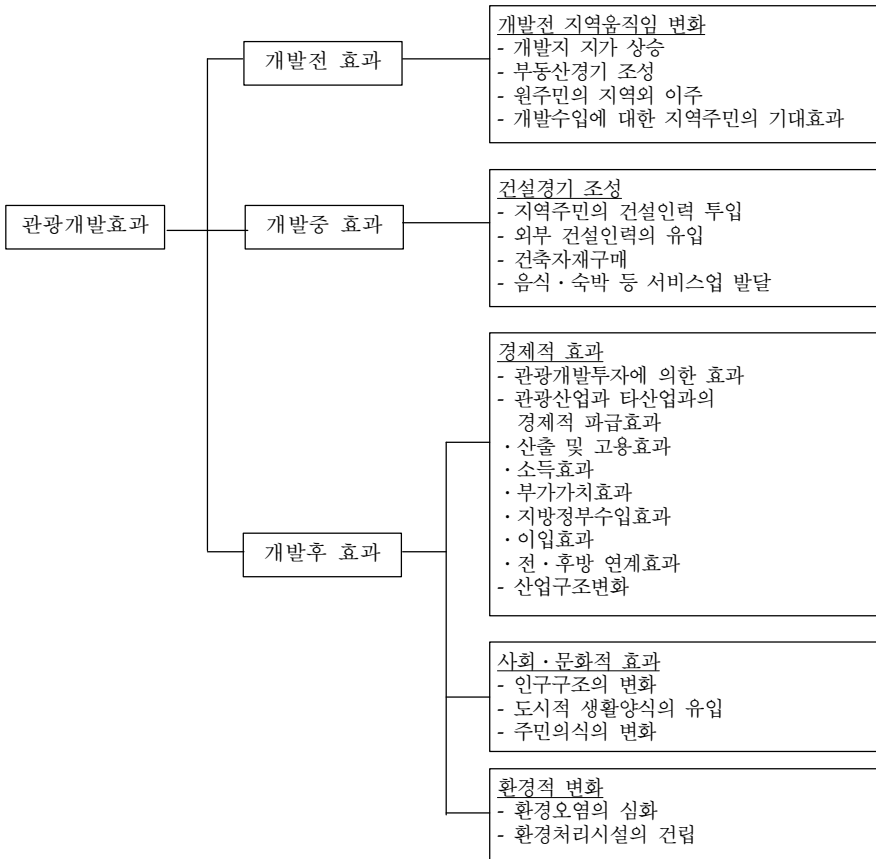 관광개발효과
개발전 효과
개발전 지역움직임 변화
- 개발지 지가 상승
- 부동산경기 조성
- 원주민의 지역외 이주
- 개발수입에 대한 지역주민의 기대효과
개발중 효과
건설경기 조성
- 지역주민의 건설인력 투입
- 외부 건설인력의 유입
- 건축자재구매
- 음식·숙박 등 서비스업 발달
개발후 효과
경제적 효과
- 관광개발투자에 의한 효과
- 관광산업과 타산업과의
경제적 파급효과
·산출 및 고용효과
·소득효과
·부가가치효과
·지방정부수입효과
·이입효과
·전·후방 연계효과
- 산업구조변화
사회·문화적 효과
- 인구구조의 변화
- 도시적 생활양식의 유입
- 주민의식의 변화
환경적 변화
- 환경오염의 심화
- 환경처리시설의 건립